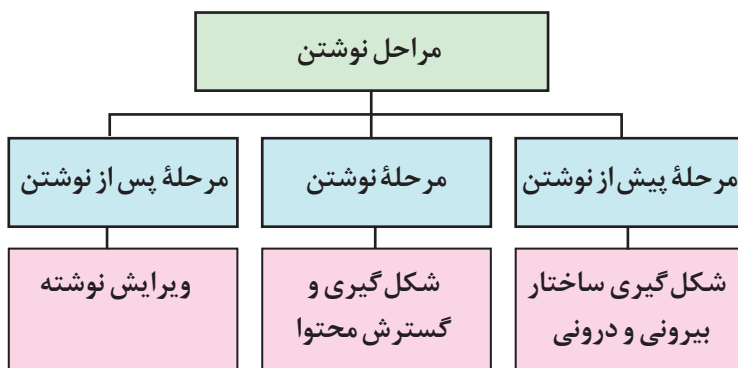 مراحل نوشتن
مرحلهٔ پیش از نوشتن
مرحلهٔ نوشتن
مرحلهٔ پس از نوشتن
شکل‌گیری ساختار
بیرونی و درونی
شکل‌گیری و
گسترش محتوا
ویرایش نوشته